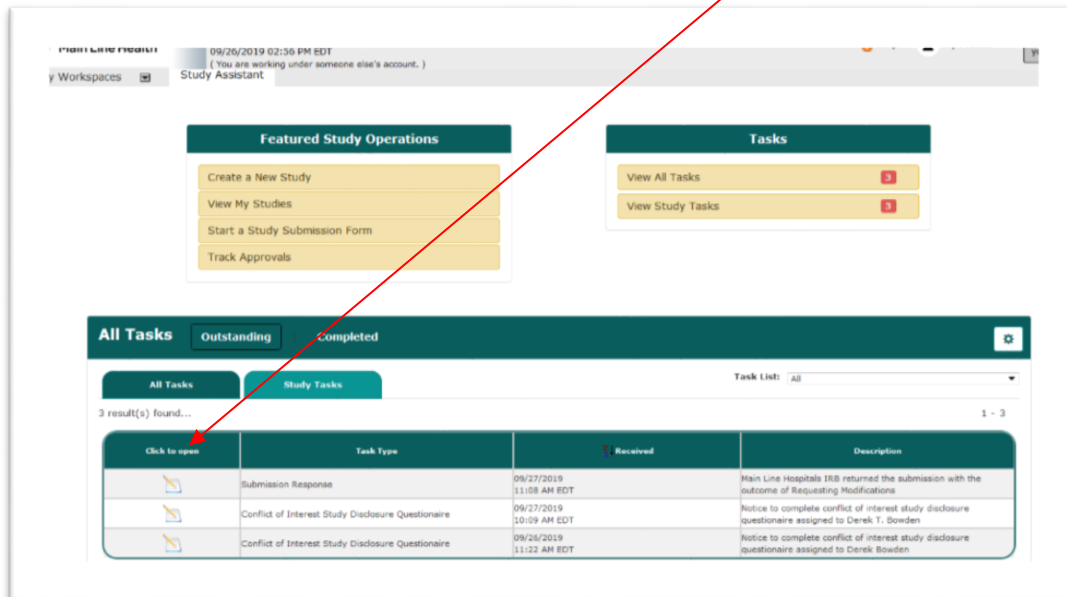 Main Line Health
09/26/2019 02:56 PM EDT
( You are working under someone else's account. )
y Workspaces
Study Assistant
Featured Study Operations
Create a New Study
View My Studies
Start a Study Submission Form
Track Approvals
Tasks
View All Tasks 3
View Study Tasks 3
All Tasks Outstanding Completed
All Tasks Study Tasks Task List: All
3 result(s) found... 1 - 3
Click to open Task Type Received Description
Submission Response 09/27/2019 Main Line Hospitals IRB returned the submission with the
11:08 AM EDT outcome of Requesting Modifications
Conflict of Interest Study Disclosure Questionaire 09/27/2019 Notice to complete conflict of interest study disclosure
10:09 AM EDT questionaire assigned to Derek T. Bowden
Conflict of Interest Study Disclosure Questionaire 09/26/2019 Notice to complete conflict of interest study disclosure
11:22 AM EDT questionaire assigned to Derek Bowden